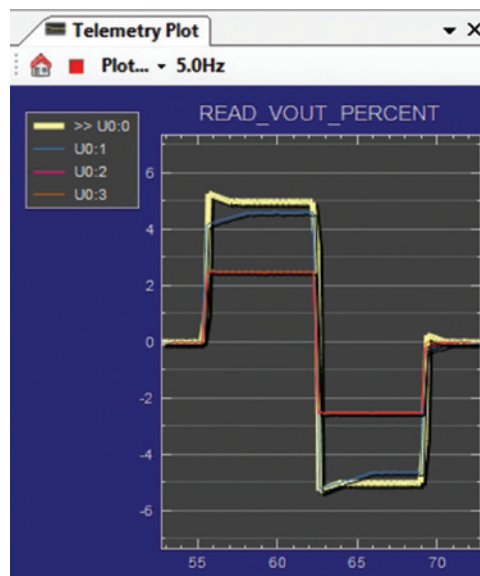 Telemetry Plot
Plot... 5.0Hz
READ_VOUT_PERCENT
>> U0:0
U0:1
U0:2
U0:3
6
4
2
0
-2
-4
-6
55 60 65 70